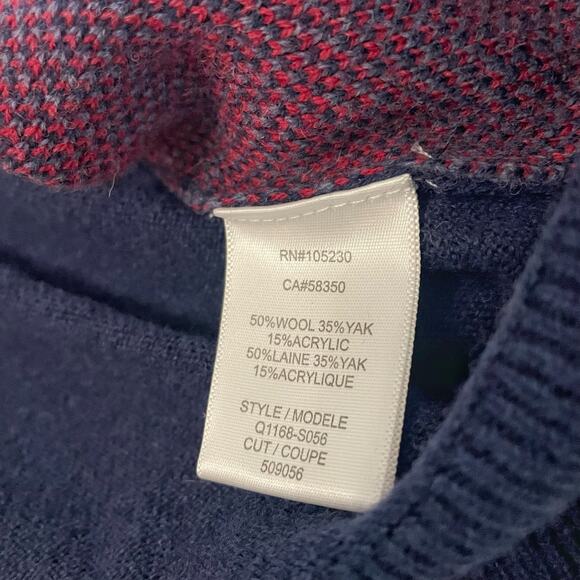 RN#105230
CA#58350
50%WOOL 35%YAK
15%ACRYLIC
50%LAINE 35%YAK
15%ACRYLIQUE
STYLE / MODELE
Q1168-S056
CUT / COUPE
509056